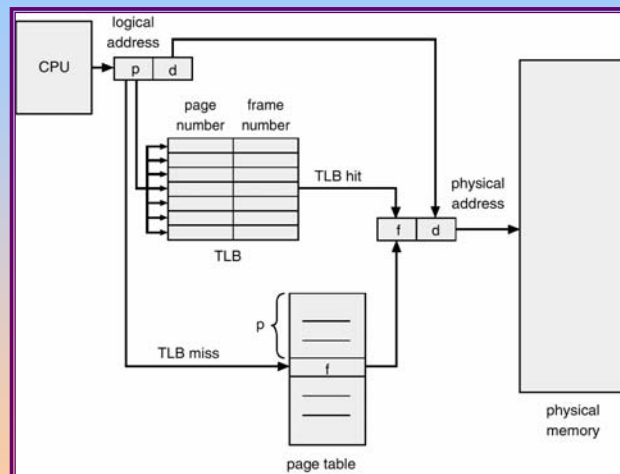 logical
address
CPU
p
d
page
number
frame
number
TLB hit
physical
address
f
d
TLB
p
TLB miss
f
physical
memory
page table